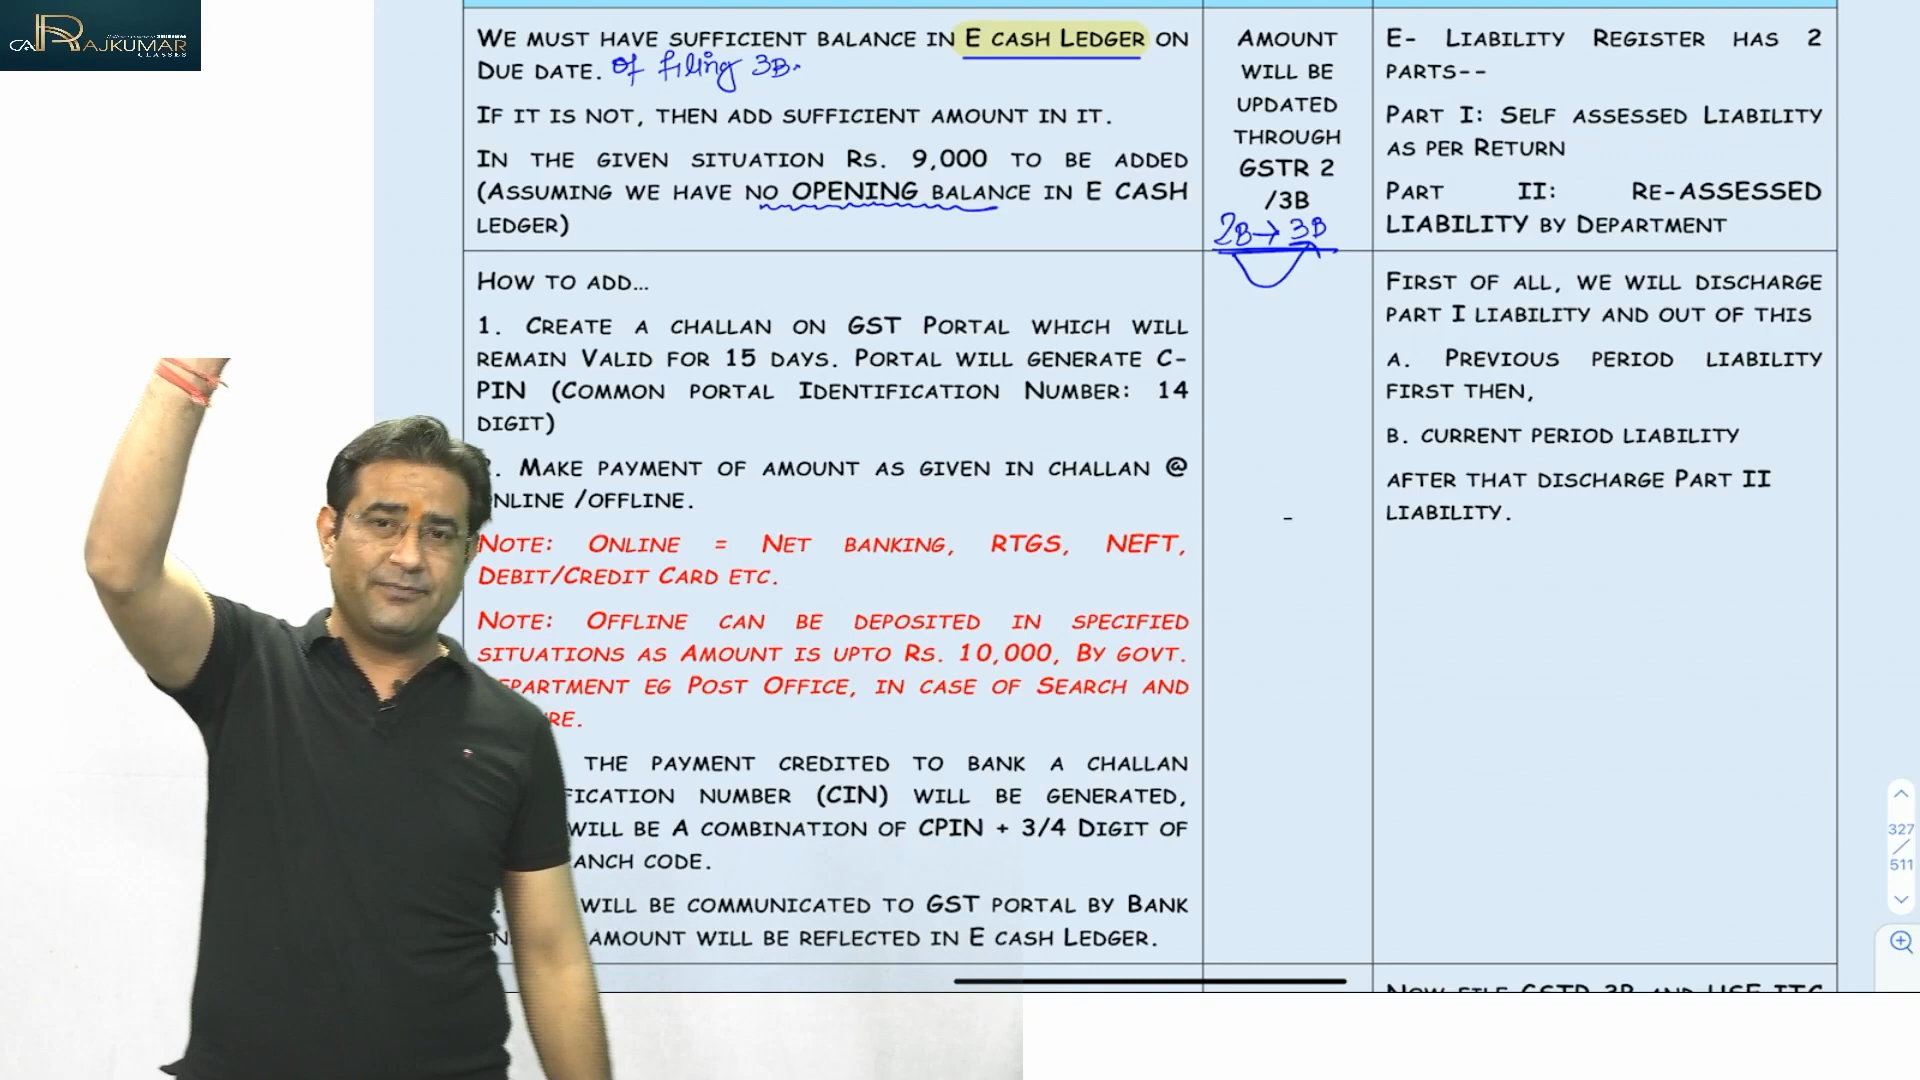 CA RAJKUMAR
CLASSES
WE MUST HAVE SUFFICIENT BALANCE IN E CASH LEDGER ON
DUE DATE. of filing 3B.
IF IT IS NOT, THEN ADD SUFFICIENT AMOUNT IN IT.
IN THE GIVEN SITUATION RS. 9,000 TO BE ADDED
(ASSUMING WE HAVE NO OPENING BALANCE IN E CASH
LEDGER)
AMOUNT
WILL BE
UPDATED
THROUGH
GSTR 2
/3B
2B → 3B
E- LIABILITY REGISTER HAS 2
PARTS--
PART I: SELF ASSESSED LIABILITY
AS PER RETURN
PART II: RE-ASSESSED
LIABILITY BY DEPARTMENT
HOW TO ADD…
1. CREATE A CHALLAN ON GST PORTAL WHICH WILL
REMAIN VALID FOR 15 DAYS. PORTAL WILL GENERATE C-
PIN (COMMON PORTAL IDENTIFICATION NUMBER: 14
DIGIT)
. MAKE PAYMENT OF AMOUNT AS GIVEN IN CHALLAN @
NLINE /OFFLINE.
NOTE: ONLINE = NET BANKING, RTGS, NEFT,
DEBIT/CREDIT CARD ETC.
NOTE: OFFLINE CAN BE DEPOSITED IN SPECIFIED
SITUATIONS AS AMOUNT IS UPTO RS. 10,000, BY GOVT.
EPARTMENT EG POST OFFICE, IN CASE OF SEARCH AND
RE.
THE PAYMENT CREDITED TO BANK A CHALLAN
IFICATION NUMBER (CIN) WILL BE GENERATED,
WILL BE A COMBINATION OF CPIN + 3/4 DIGIT OF
ANCH CODE.
WILL BE COMMUNICATED TO GST PORTAL BY BANK
AMOUNT WILL BE REFLECTED IN E CASH LEDGER.
-
FIRST OF ALL, WE WILL DISCHARGE
PART I LIABILITY AND OUT OF THIS
A. PREVIOUS PERIOD LIABILITY
FIRST THEN,
B. CURRENT PERIOD LIABILITY
AFTER THAT DISCHARGE PART II
LIABILITY.
NOW FILE GSTR 3B AND USE ITC
327
/
511